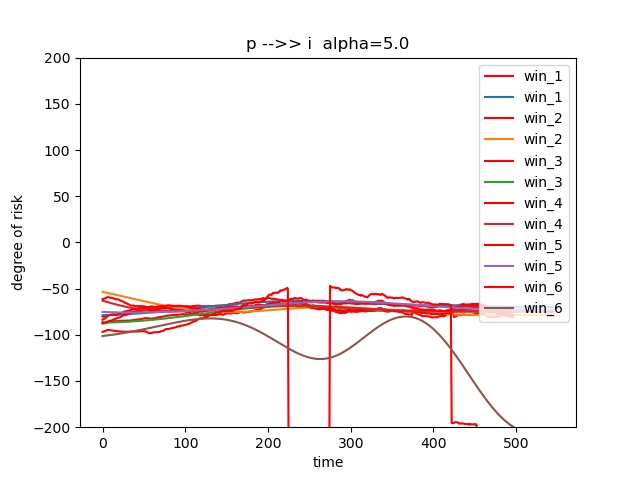 p -->> i  alpha=5.0
degree of risk
200
150
100
50
0
−50
−100
−150
−200
0
100
200
300
400
500
time
win_1
win_1
win_2
win_2
win_3
win_3
win_4
win_4
win_5
win_5
win_6
win_6